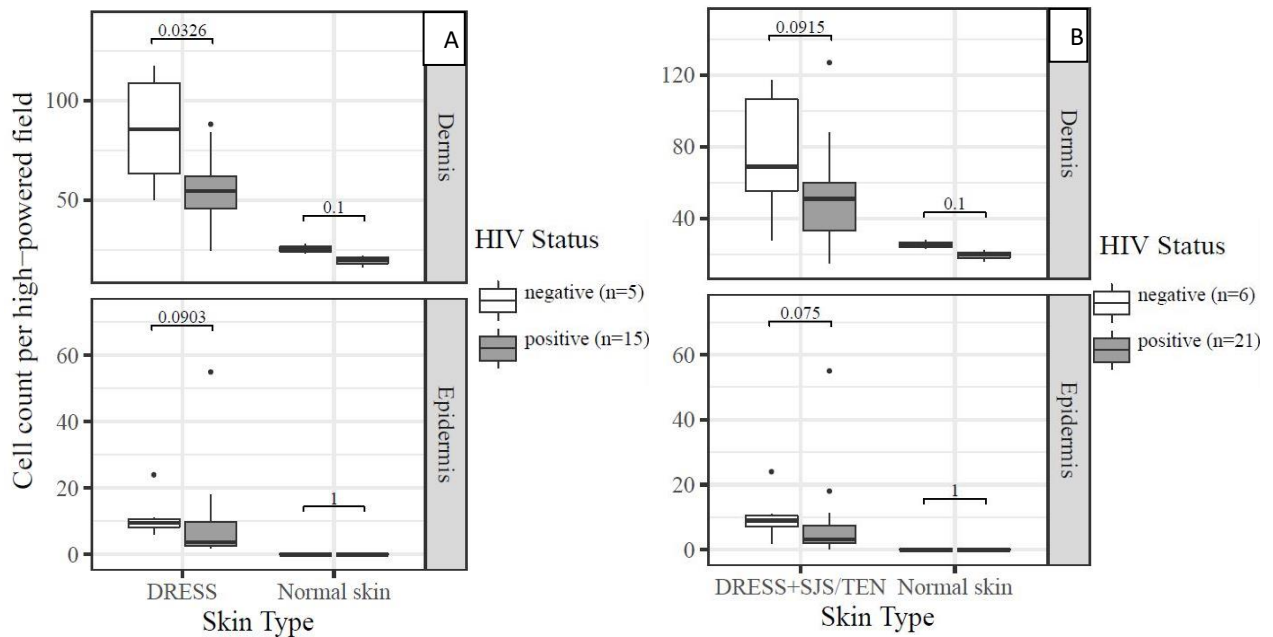 A
0.0326
100
50
0.1
Dermis
0.0903
60
40
20
0
1
Epidermis
Cell count per high−powered field
DRESS
Normal skin
Skin Type
HIV Status
negative (n=5)
positive (n=15)
B
0.0915
120
80
40
0.1
Dermis
0.075
60
40
20
0
1
Epidermis
DRESS+SJS/TEN
Normal skin
Skin Type
HIV Status
negative (n=6)
positive (n=21)